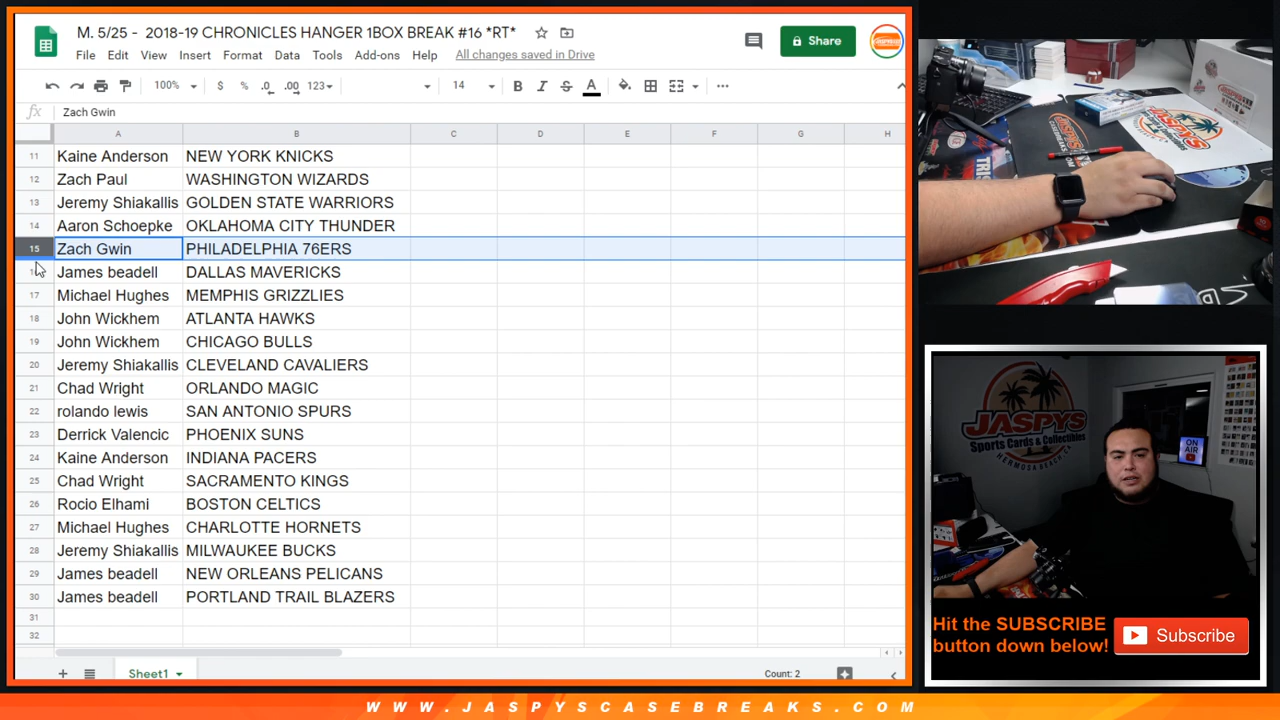 M. 5/25 - 2018-19 CHRONICLES HANGER 1BOX BREAK #16 *RT*
File Edit View Insert Format Data Tools Add-ons Help All changes saved in Drive
Share
100% $ % .0 .00 123 14 B I S A
fx Zach Gwin
A B C D E F G H
11 Kaine Anderson NEW YORK KNICKS
12 Zach Paul WASHINGTON WIZARDS
13 Jeremy Shiakallis GOLDEN STATE WARRIORS
14 Aaron Schoepke OKLAHOMA CITY THUNDER
15 Zach Gwin PHILADELPHIA 76ERS
James beadell DALLAS MAVERICKS
17 Michael Hughes MEMPHIS GRIZZLIES
18 John Wickhem ATLANTA HAWKS
19 John Wickhem CHICAGO BULLS
20 Jeremy Shiakallis CLEVELAND CAVALIERS
21 Chad Wright ORLANDO MAGIC
22 rolando lewis SAN ANTONIO SPURS
23 Derrick Valencic PHOENIX SUNS
24 Kaine Anderson INDIANA PACERS
25 Chad Wright SACRAMENTO KINGS
26 Rocio Elhami BOSTON CELTICS
27 Michael Hughes CHARLOTTE HORNETS
28 Jeremy Shiakallis MILWAUKEE BUCKS
29 James beadell NEW ORLEANS PELICANS
30 James beadell PORTLAND TRAIL BLAZERS
31
32
Sheet1
Count: 2
JASPYS
Sports Cards & Collectibles
HERMOSA BEACH, CA
ON AIR
Hit the SUBSCRIBE
button down below!
Subscribe
WWW.JASPYSCASEBREAKS.COM